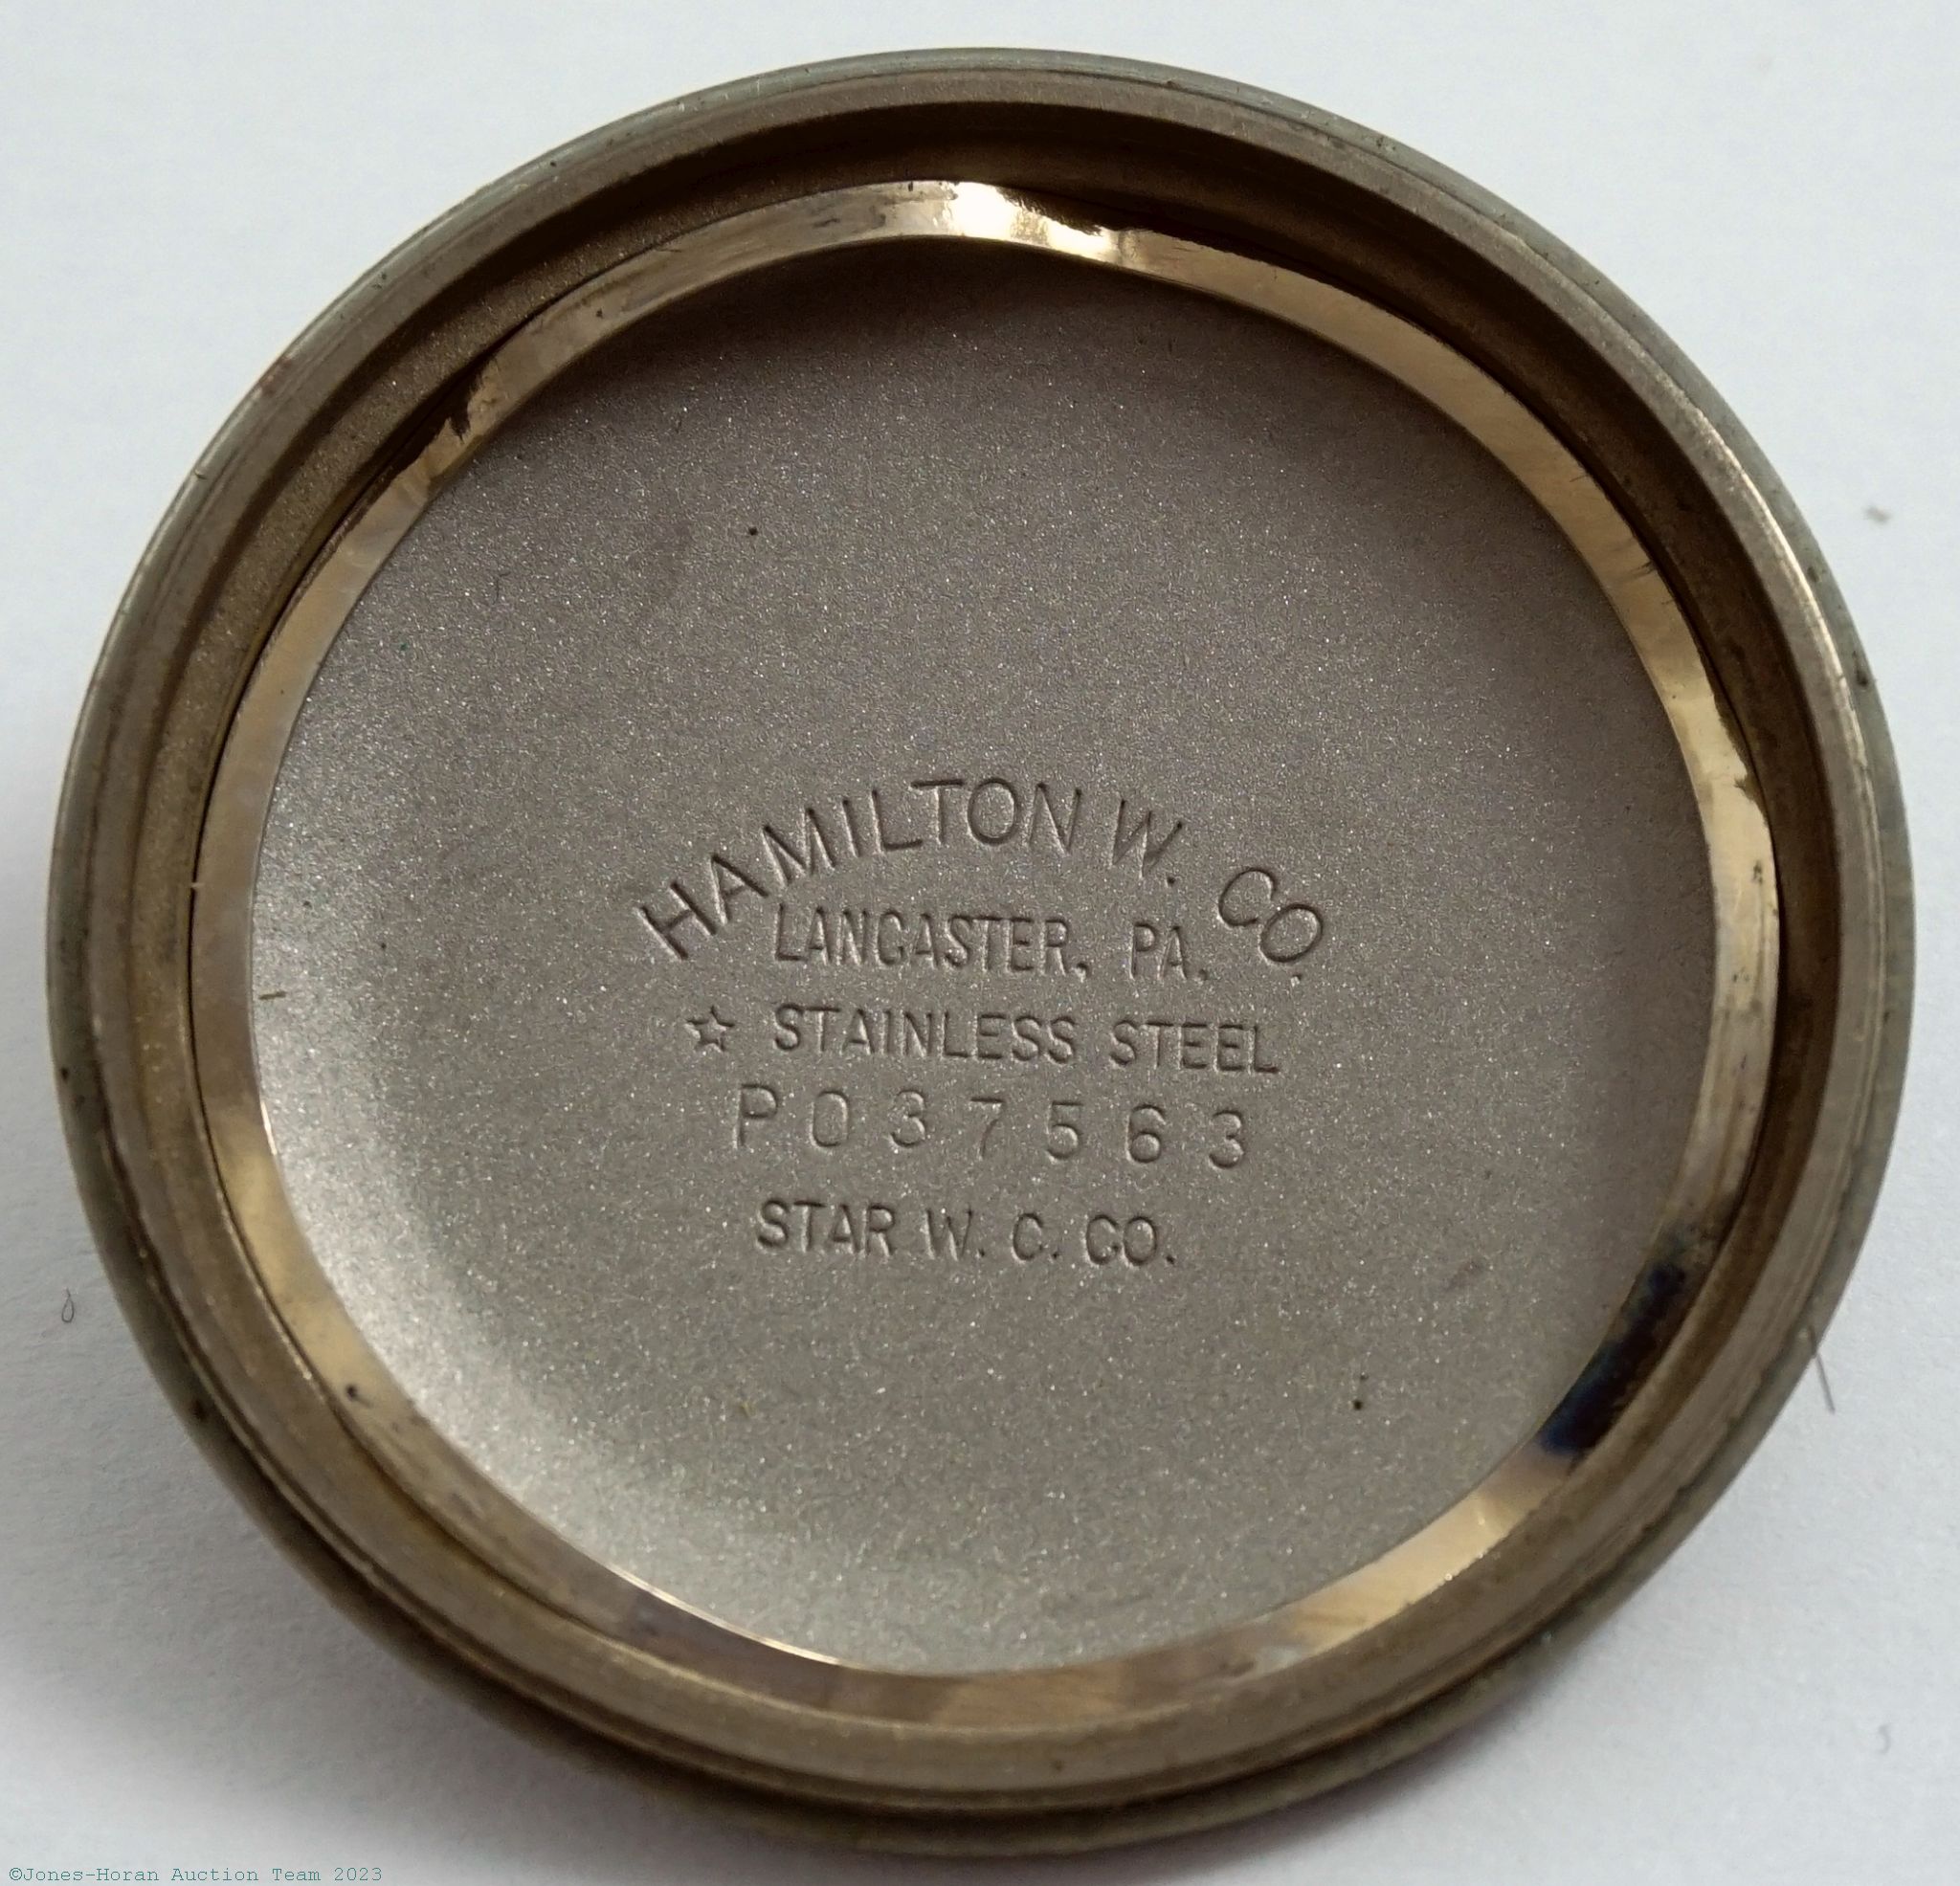 HAMILTON W. CO.
LANCASTER, PA.
☆ STAINLESS STEEL
P037563
STAR W. C. CO.
©Jones-Horan Auction Team 2023